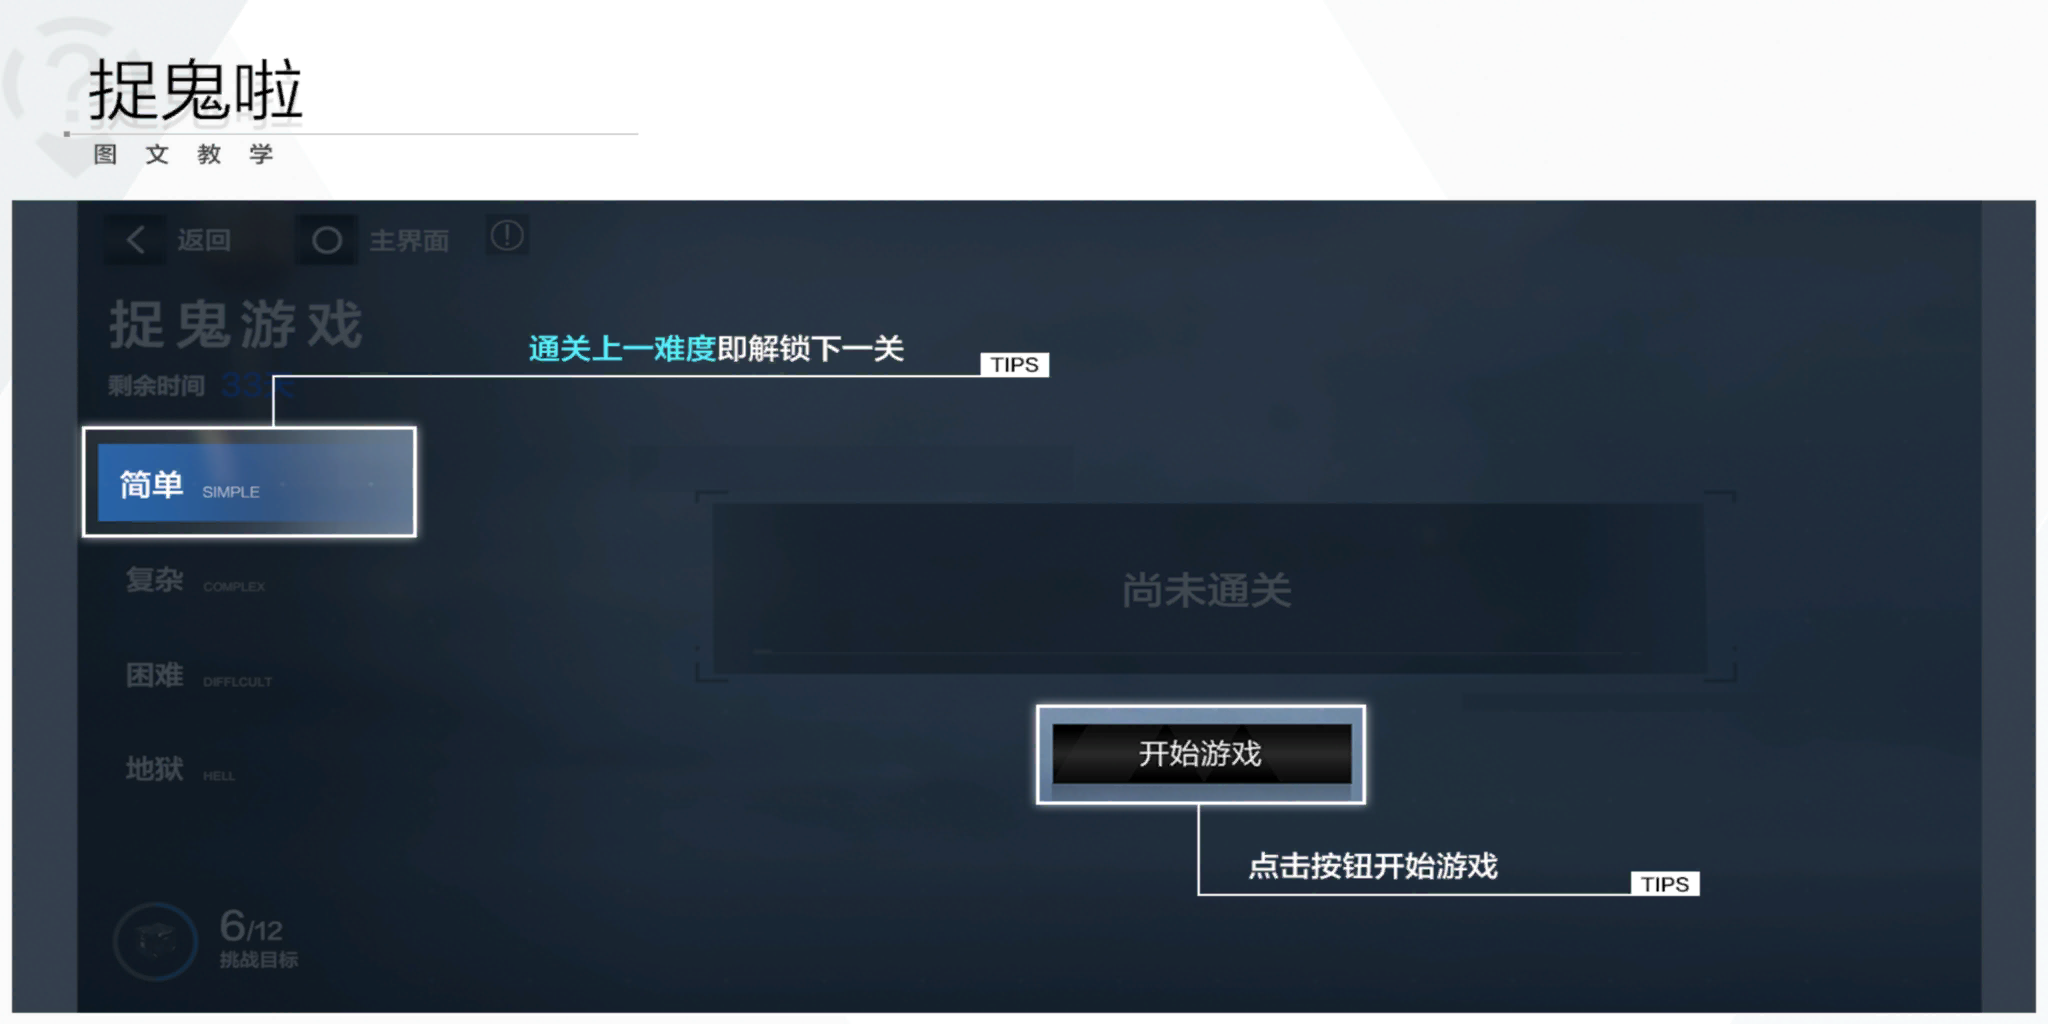 捉鬼啦
图文教学
返回 主界面
捉鬼游戏
通关上一难度即解锁下一关
TIPS
剩余时间 33天
简单 SIMPLE
复杂 COMPLEX
尚未通关
困难 DIFFLCULT
开始游戏
地狱 HELL
点击按钮开始游戏
TIPS
6/12
挑战目标